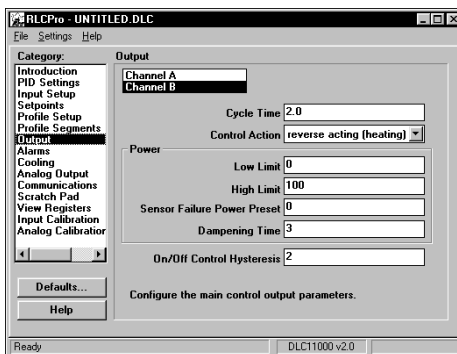 RLCPro - UNTITLED.DLC
File Settings Help
Category:
Introduction
PID Settings
Input Setup
Setpoints
Profile Setup
Profile Segments
Output
Alarms
Cooling
Analog Output
Communications
Scratch Pad
View Registers
Input Calibration
Analog Calibration
Defaults...
Help
Output
Channel A
Channel B
Cycle Time 2.0
Control Action reverse acting (heating)
Power
Low Limit 0
High Limit 100
Sensor Failure Power Preset 0
Dampening Time 3
On/Off Control Hysteresis 2
Configure the main control output parameters.
Ready DLC11000 v2.0